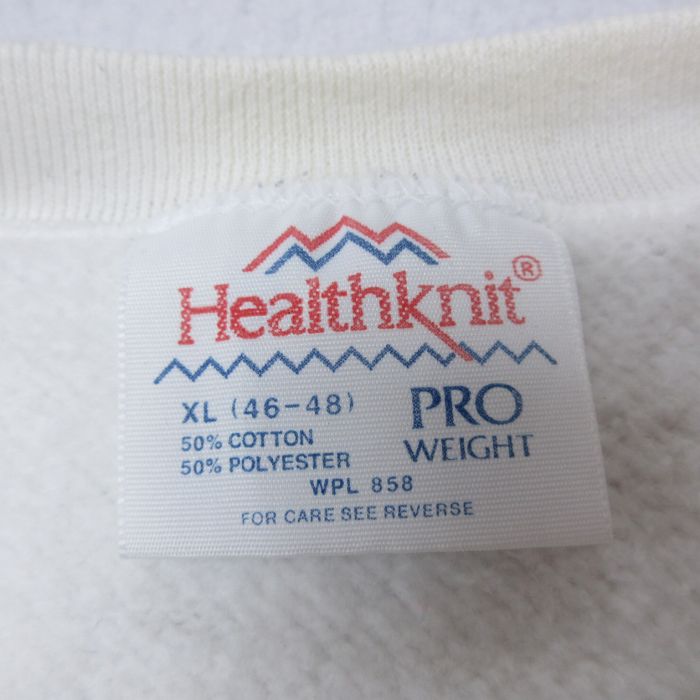 Healthknit®
XL (46-48)
PRO
WEIGHT
50% COTTON
50% POLYESTER
WPL 858
FOR CARE SEE REVERSE